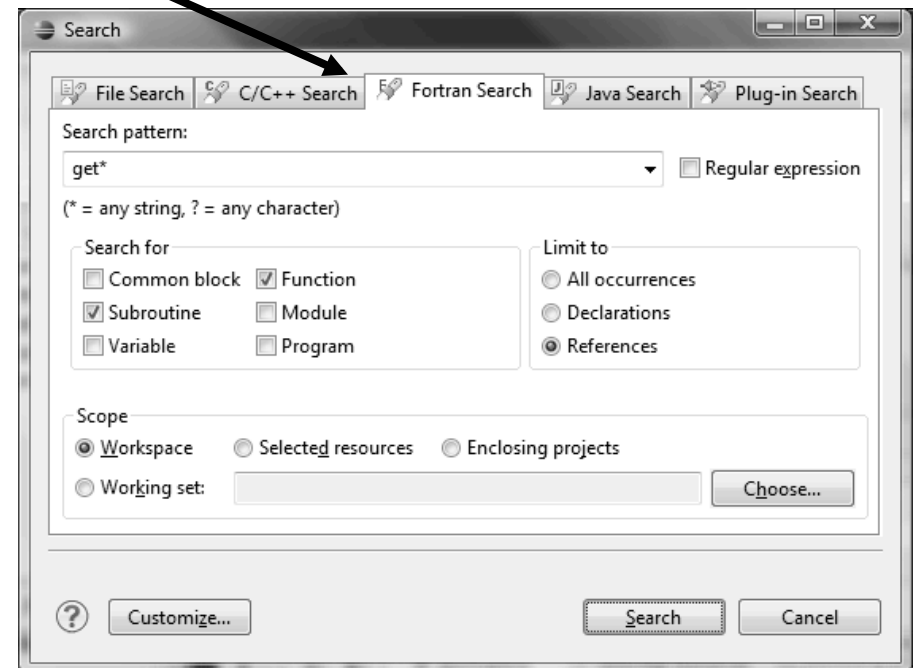 Search
File Search C/C++ Search Fortran Search Java Search Plug-in Search
Search pattern:
get* Regular expression
(* = any string, ? = any character)
Search for Limit to
Common block Function All occurrences
Subroutine Module Declarations
Variable Program References
Scope
Workspace Selected resources Enclosing projects
Working set: Choose...
? Customize... Search Cancel